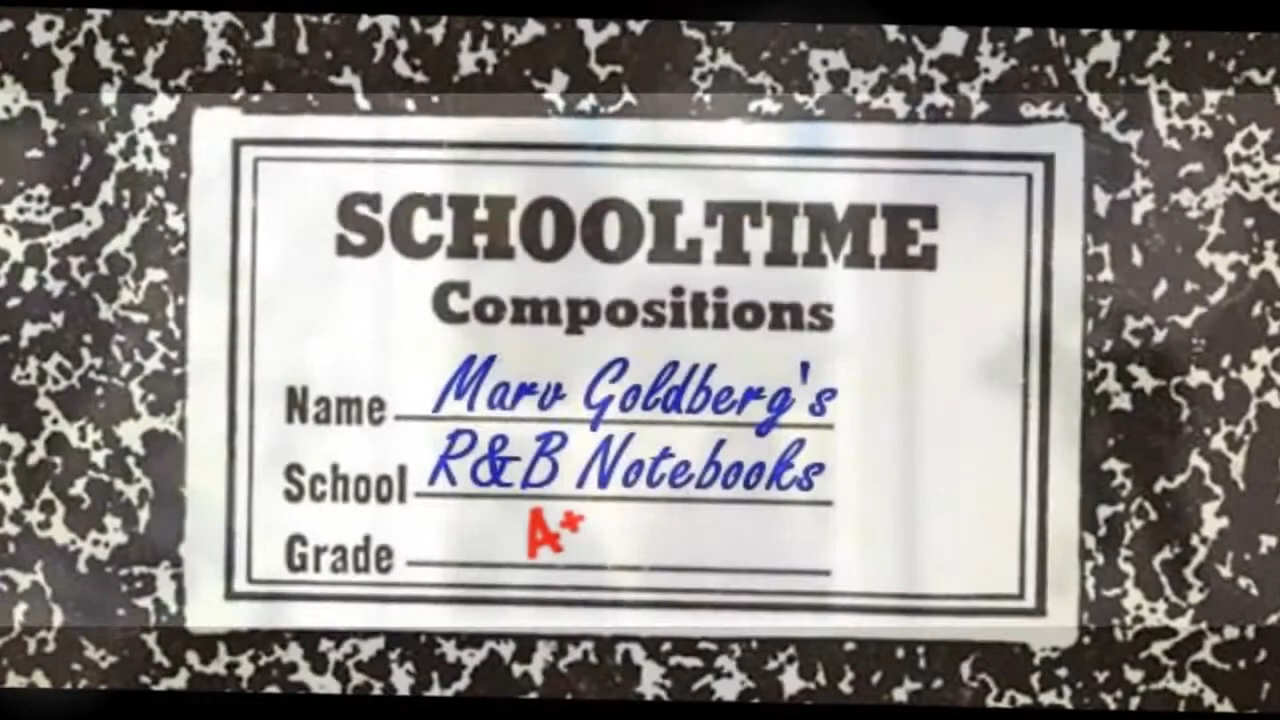 SCHOOLTIME
Compositions
Name Marv Goldberg's
School R&B Notebooks
Grade A+